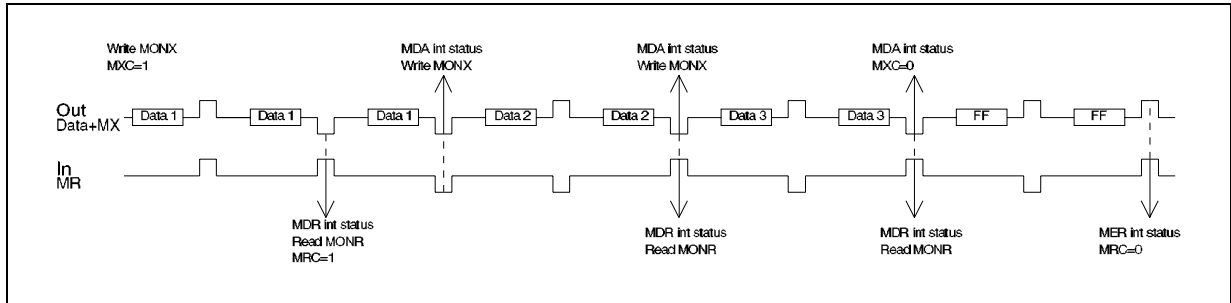 Write MONX
MXC=1
MDA int status
Write MONX
MDA int status
Write MONX
MDA int status
MXC=0
Out
Data+MX
Data 1
Data 1
Data 1
Data 2
Data 2
Data 3
Data 3
FF
FF
In
MR
MDR int status
Read MONR
MRC=1
MDR int status
Read MONR
MDR int status
Read MONR
MER int status
MRC=0